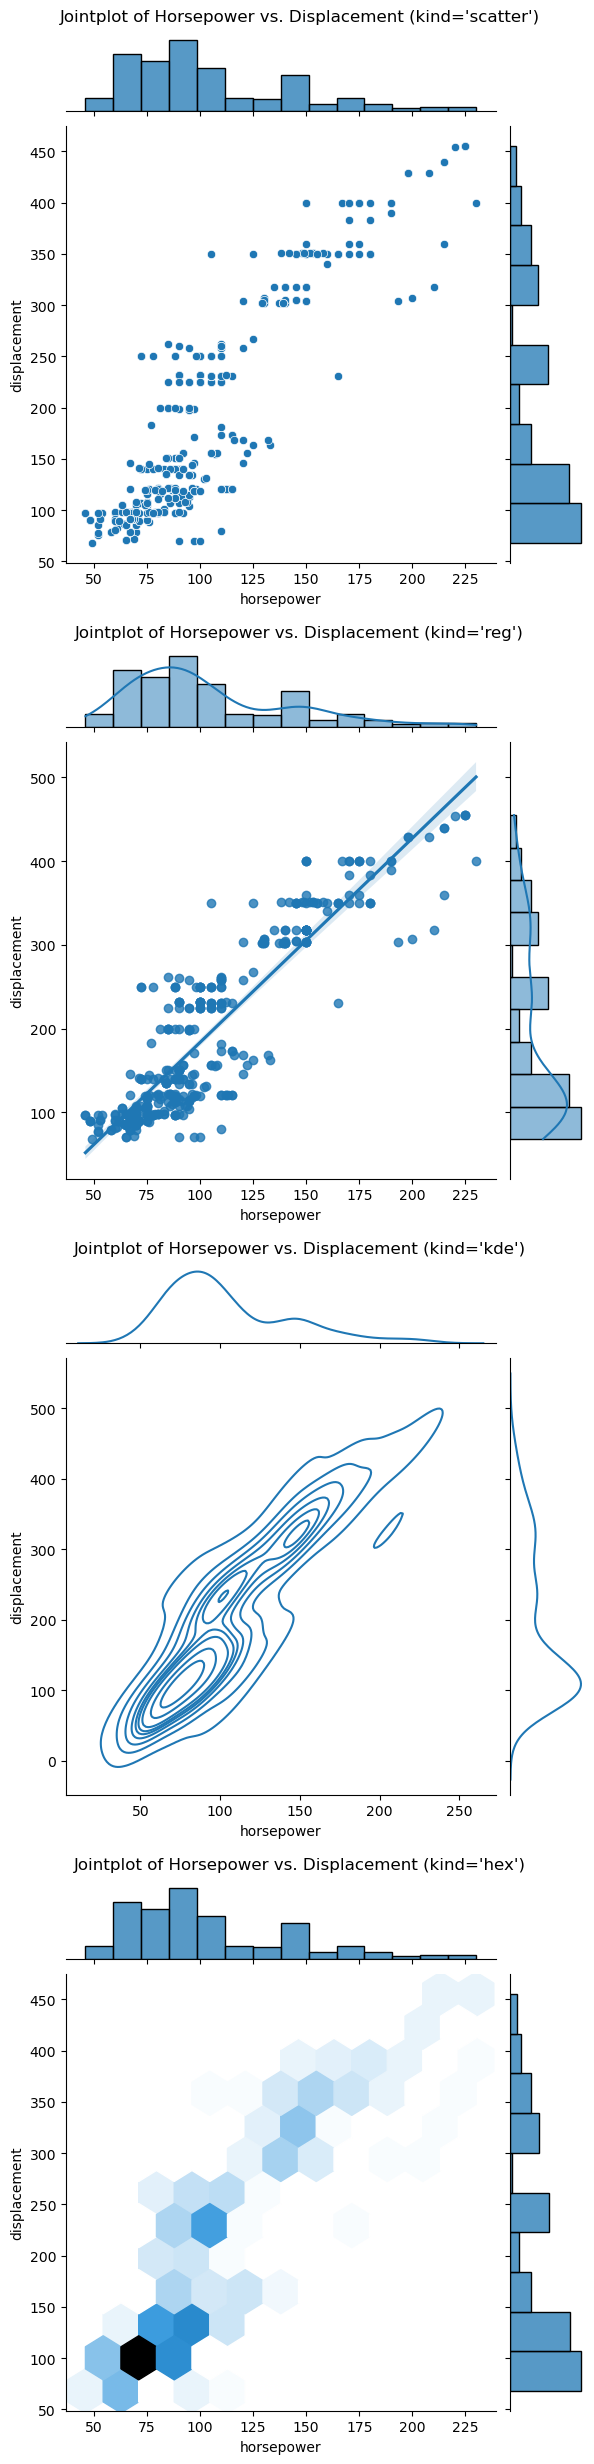 Jointplot of Horsepower vs. Displacement (kind='scatter')
450
400
350
300
250
200
150
100
50
displacement
50 75 100 125 150 175 200 225
horsepower
Jointplot of Horsepower vs. Displacement (kind='reg')
500
400
300
200
100
displacement
50 75 100 125 150 175 200 225
horsepower
Jointplot of Horsepower vs. Displacement (kind='kde')
500
400
300
200
100
0
displacement
50 100 150 200 250
horsepower
Jointplot of Horsepower vs. Displacement (kind='hex')
450
400
350
300
250
200
150
100
50
displacement
50 75 100 125 150 175 200 225
horsepower